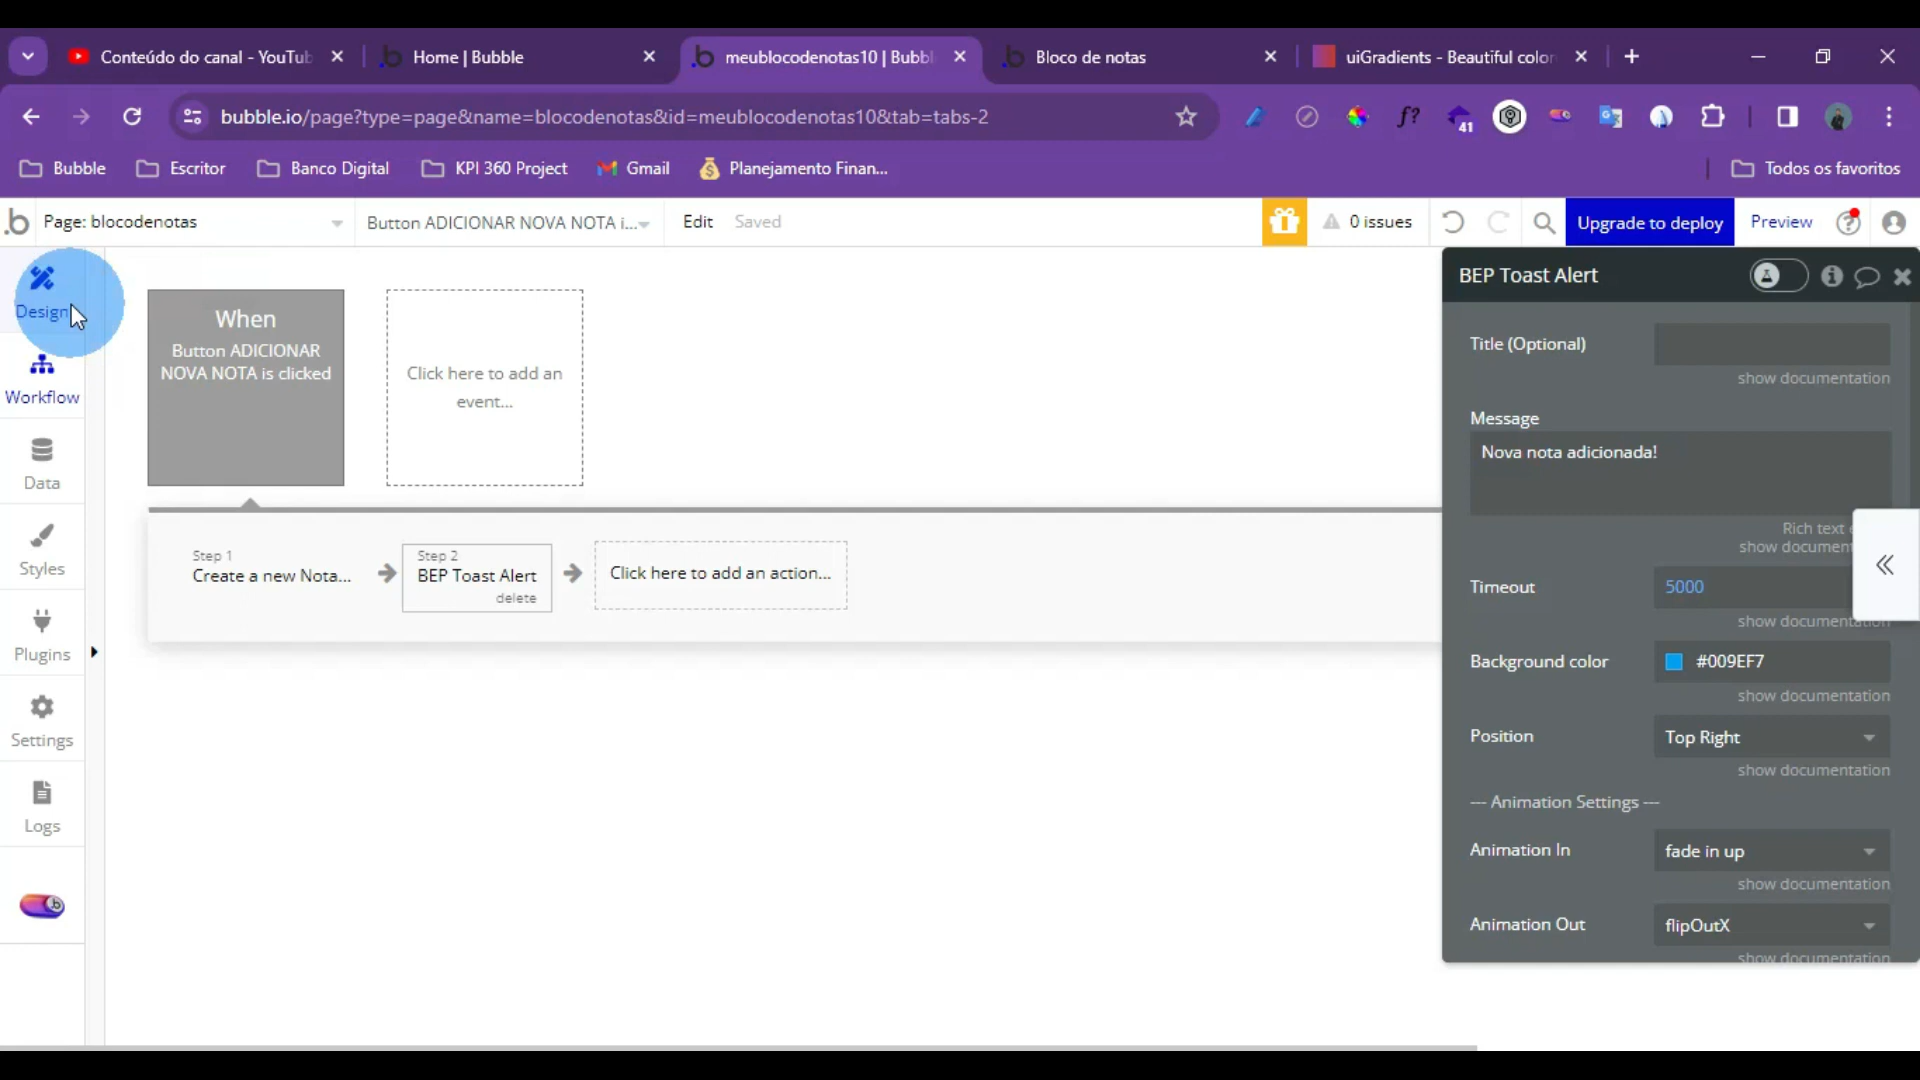 Conteúdo do canal - YouTub
Home | Bubble
meublocodenotas10 | Bubbl
Bloco de notas
uiGradients - Beautiful color
bubble.io/page?type=page&name=blocodenotas&id=meublocodenotas10&tab=tabs-2
f?
41
Bubble
Escritor
Banco Digital
KPI 360 Project
Gmail
Planejamento Finan...
Todos os favoritos
Page: blocodenotas
Button ADICIONAR NOVA NOTA i...
Edit
Saved
0 issues
Upgrade to deploy
Preview
Design
Workflow
Data
Styles
Plugins
Settings
Logs
When
Button ADICIONAR
NOVA NOTA is clicked
Click here to add an
event...
Step 1
Create a new Nota...
Step 2
BEP Toast Alert
delete
Click here to add an action...
BEP Toast Alert
Title (Optional)
show documentation
Message
Nova nota adicionada!
Rich text
show document
Timeout
5000
show documentation
Background color
#009EF7
show documentation
Position
Top Right
show documentation
--- Animation Settings ---
Animation In
fade in up
show documentation
Animation Out
flipOutX
show documentation